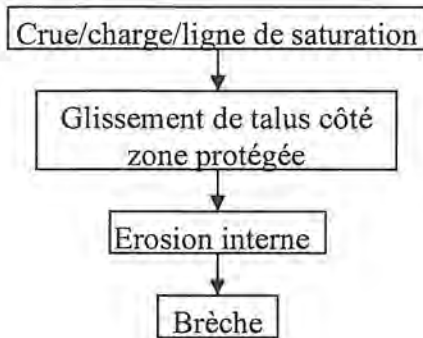 Crue/charge/ligne de saturation
Glissement de talus côté
zone protégée
Erosion interne
Brèche